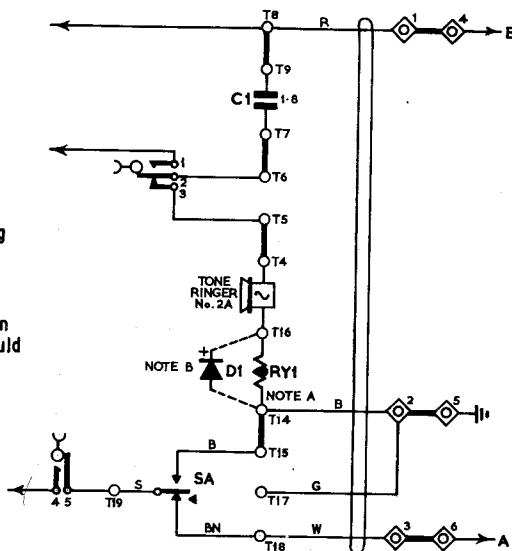 T8
R
1
4
B
T9
C1
1·8
T7
1
2
3
T6
T5
g
T4
TONE
RINGER
No. 2A
n
uld
T16
NOTE B
+
D1
RY1
NOTE A
T14
B
2
5
B
T15
SA
S
4 5
T19
T17
G
BN
T18
W
3
6
A